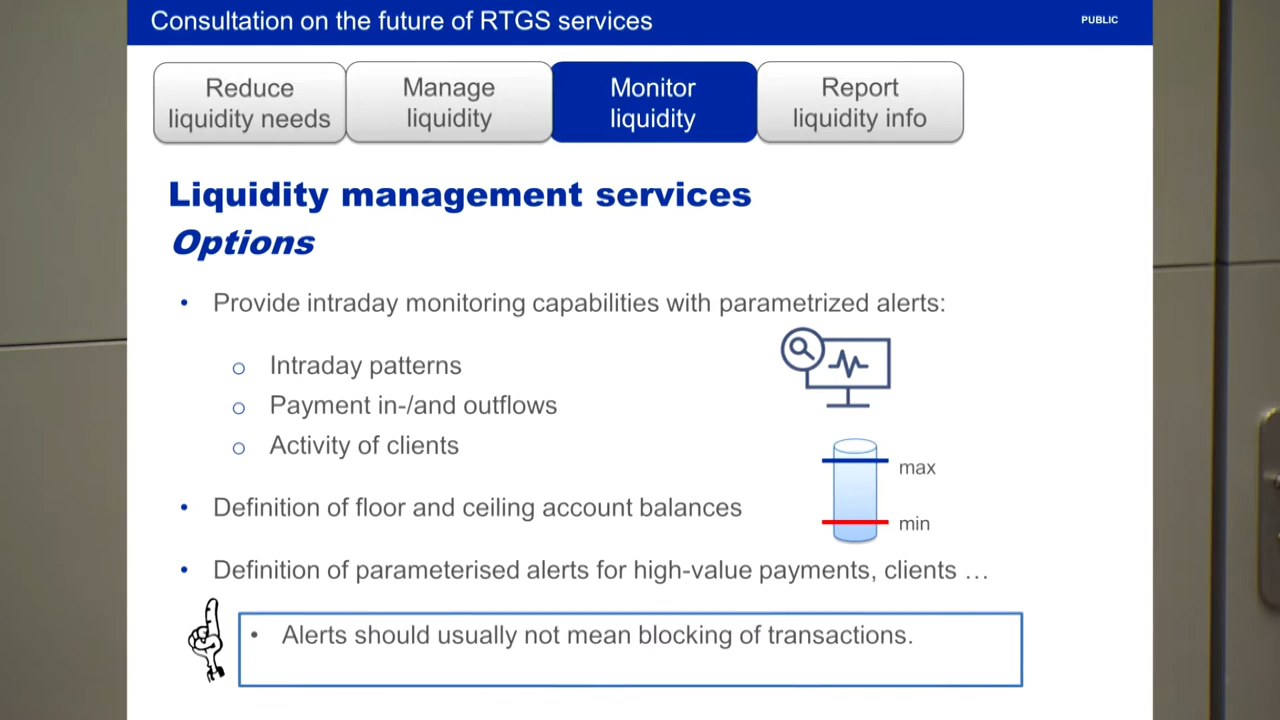 Consultation on the future of RTGS services
PUBLIC
Reduce
liquidity needs
Manage
liquidity
Monitor
liquidity
Report
liquidity info
Liquidity management services
Options
• Provide intraday monitoring capabilities with parametrized alerts:
o Intraday patterns
o Payment in-/and outflows
o Activity of clients
max
• Definition of floor and ceiling account balances
min
• Definition of parameterised alerts for high-value payments, clients …
• Alerts should usually not mean blocking of transactions.